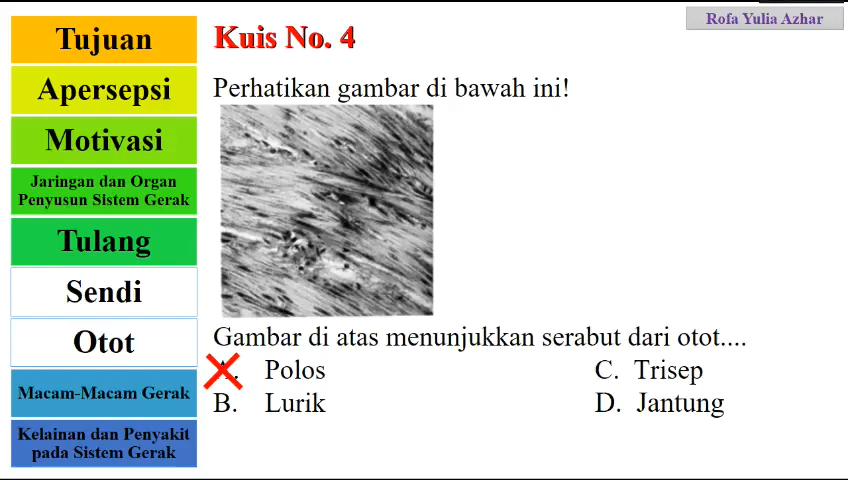 Rofa Yulia Azhar
Tujuan
Apersepsi
Motivasi
Jaringan dan Organ
Penyusun Sistem Gerak
Tulang
Sendi
Otot
Macam-Macam Gerak
Kelainan dan Penyakit
pada Sistem Gerak
Kuis No. 4
Perhatikan gambar di bawah ini!
Gambar di atas menunjukkan serabut dari otot....
A. Polos
B. Lurik
C. Trisep
D. Jantung